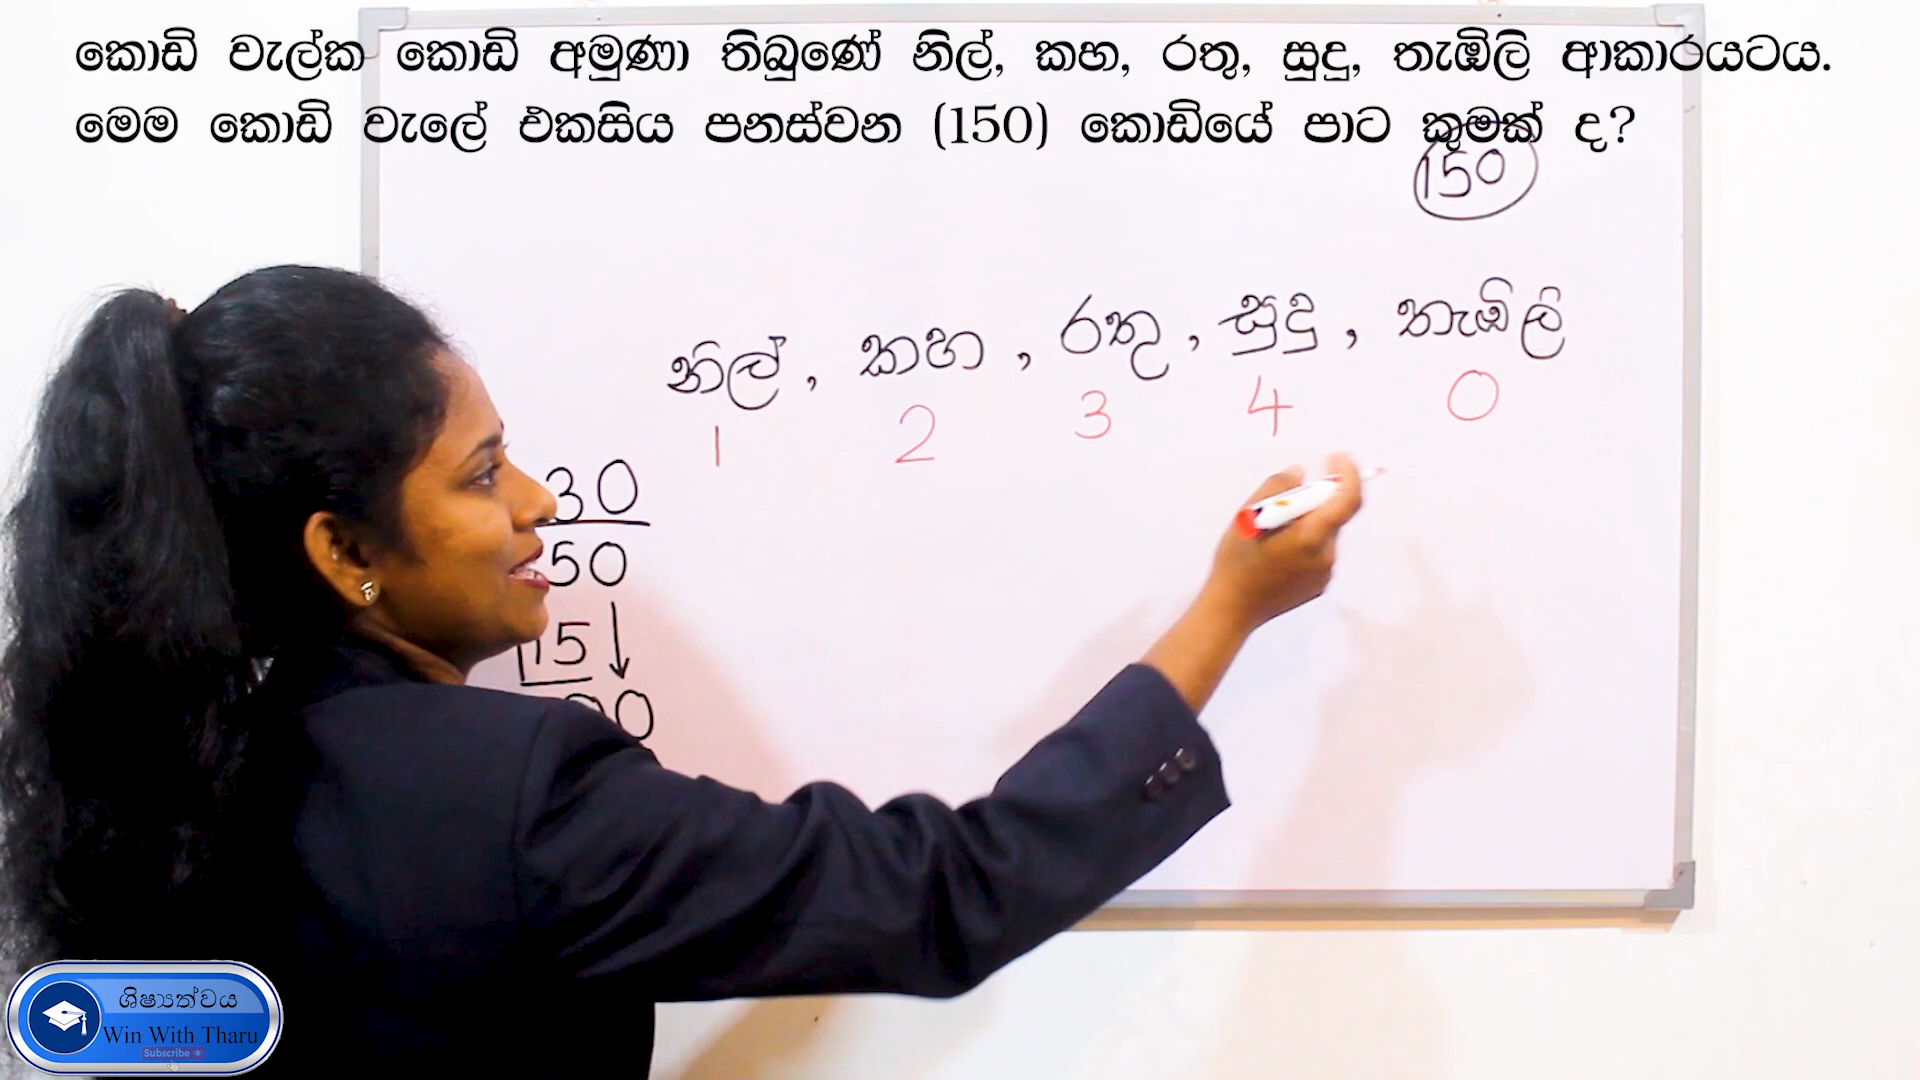 කොඩි වැල්ක කොඩි අමුණා තිබුණේ නිල්, කහ, රතු, සුදු, තැඹිලි ආකාරයටය.
මෙම කොඩි වැලේ එකසිය පනස්වන (150) කොඩියේ පාට කුමක් ද?
150
නිල් , කහ , රතු , සුදු , තැඹිලි
1 2 3 4 0
30
50
15
00
ශිෂ්‍යත්වය
Win With Tharu
Subscribe